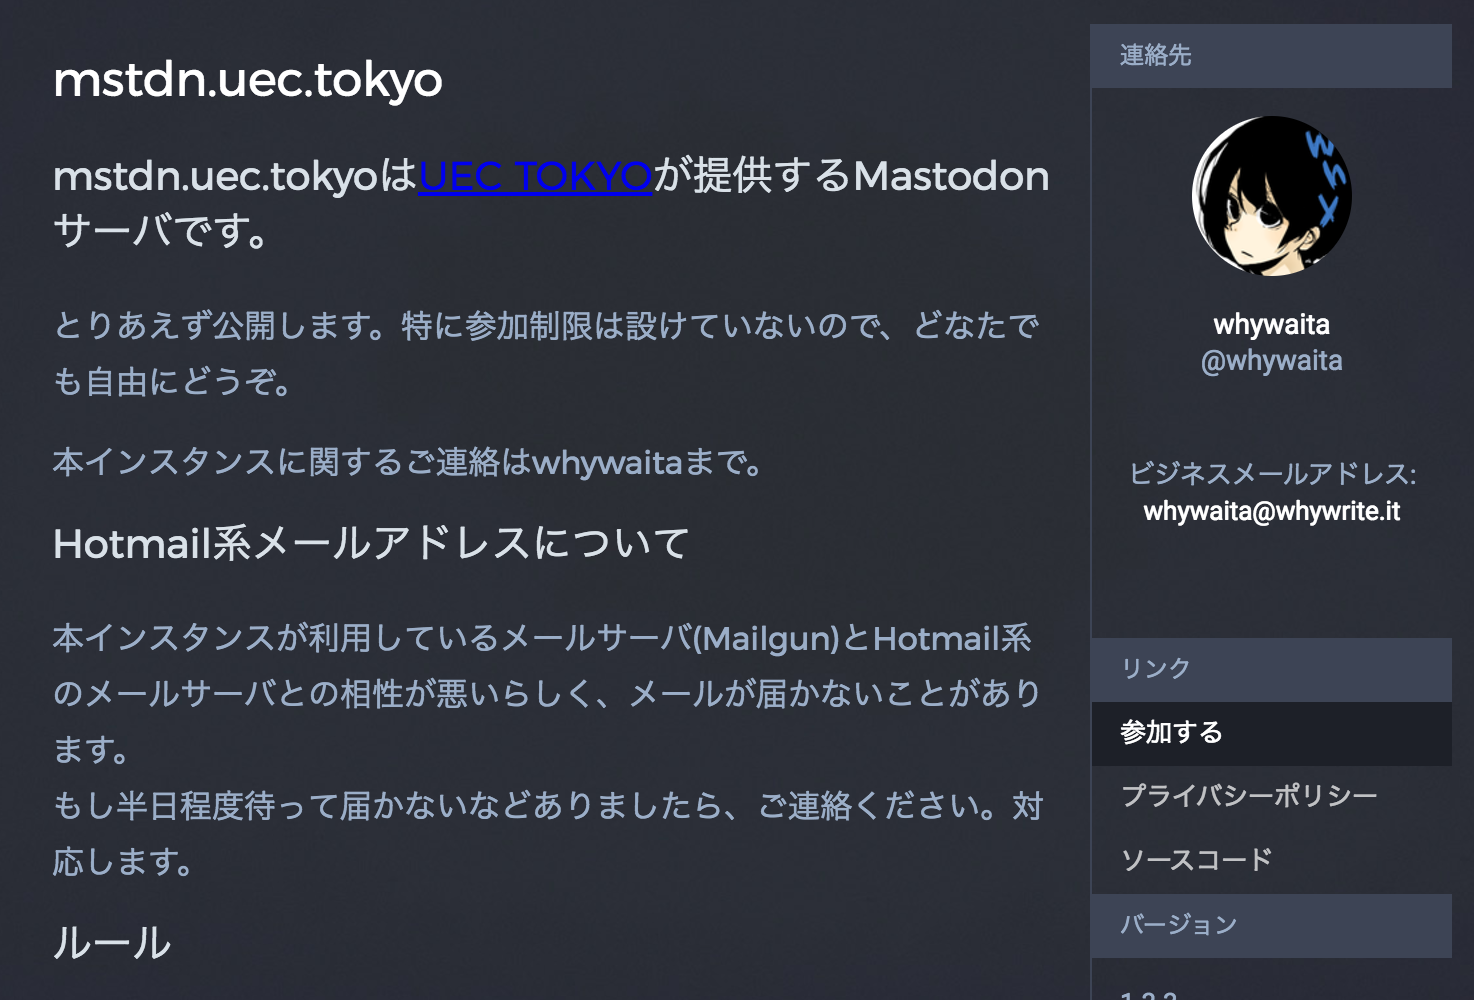 mstdn.uec.tokyo
mstdn.uec.tokyoはUEC TOKYOが提供するMastodon
サーバです。
とりあえず公開します。特に参加制限は設けていないので、どなたで
も自由にどうぞ。
本インスタンスに関するご連絡はwhywaitaまで。
Hotmail系メールアドレスについて
本インスタンスが利用しているメールサーバ(Mailgun)とHotmail系
のメールサーバとの相性が悪いらしく、メールが届かないことがあり
ます。
もし半日程度待って届かないなどありましたら、ご連絡ください。対
応します。
ルール
連絡先
WSX
whywaita
@whywaita
ビジネスメールアドレス:
whywaita@whywrite.it
リンク
参加する
プライバシーポリシー
ソースコード
バージョン